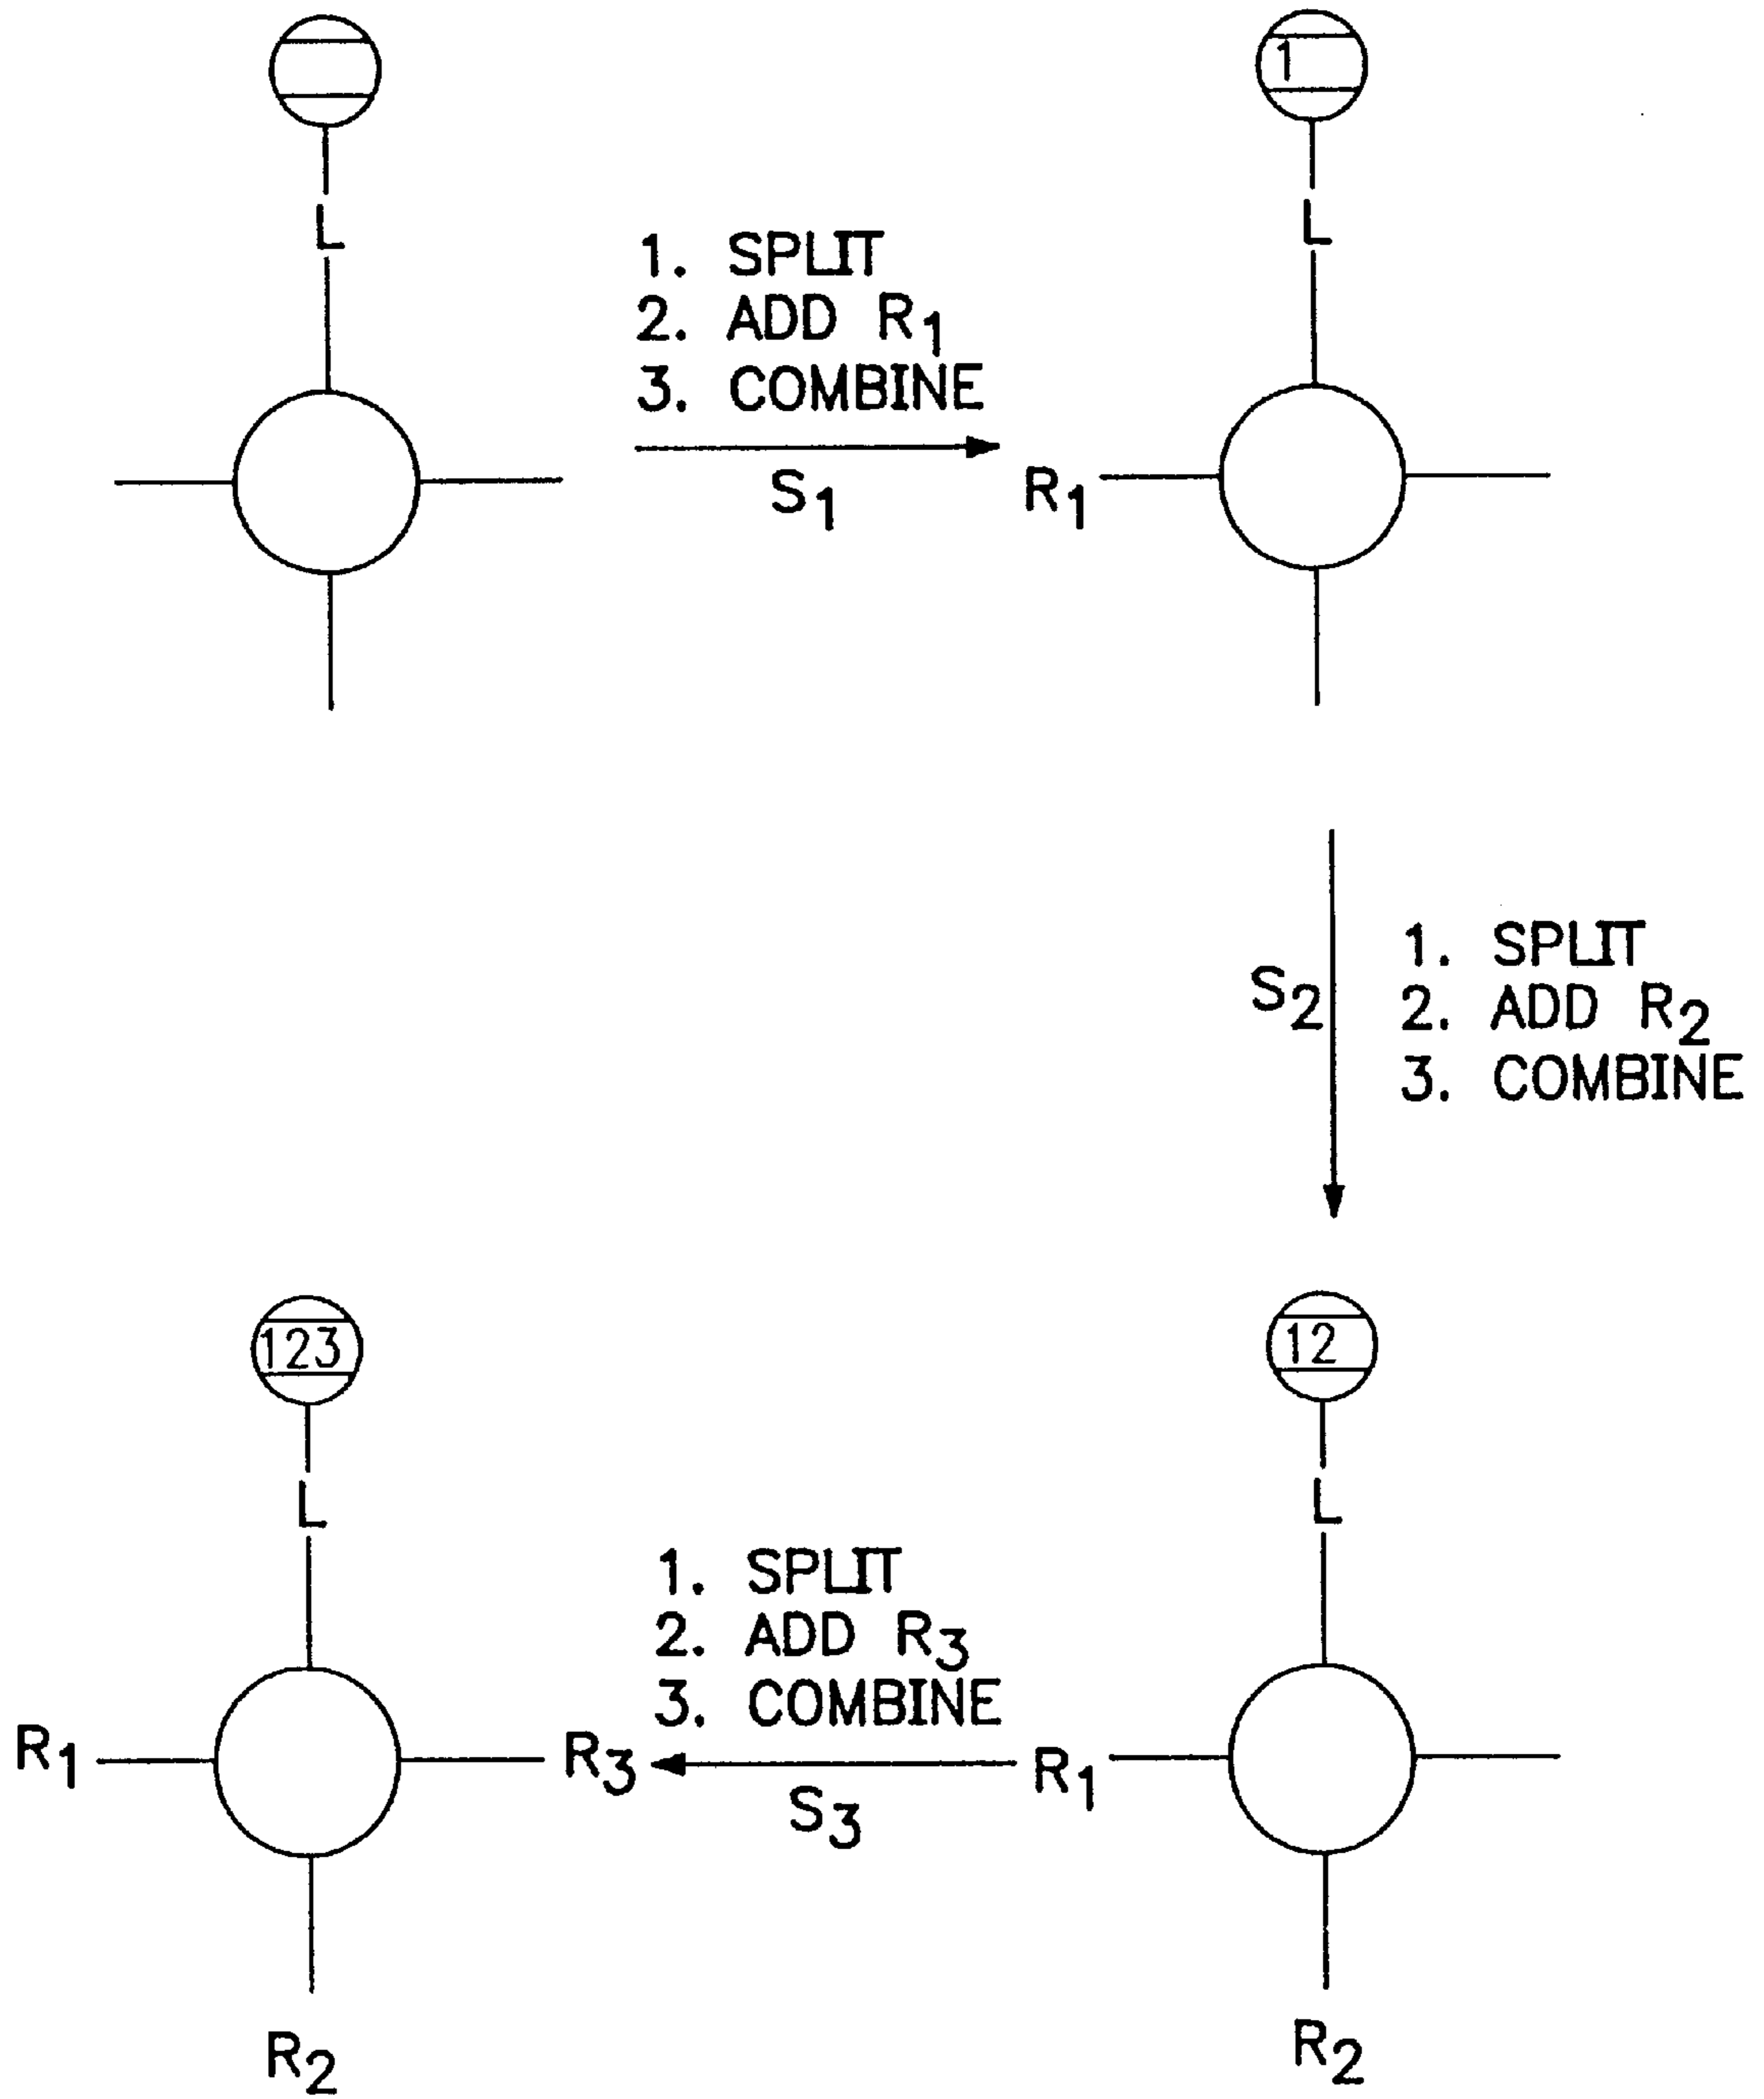 1
L
L
1. SPLIT
2. ADD R1
3. COMBINE
S1
R1
S2
1. SPLIT
2. ADD R2
3. COMBINE
123
12
L
L
1. SPLIT
2. ADD R3
3. COMBINE
R1
R3
S3
R1
R2
R2